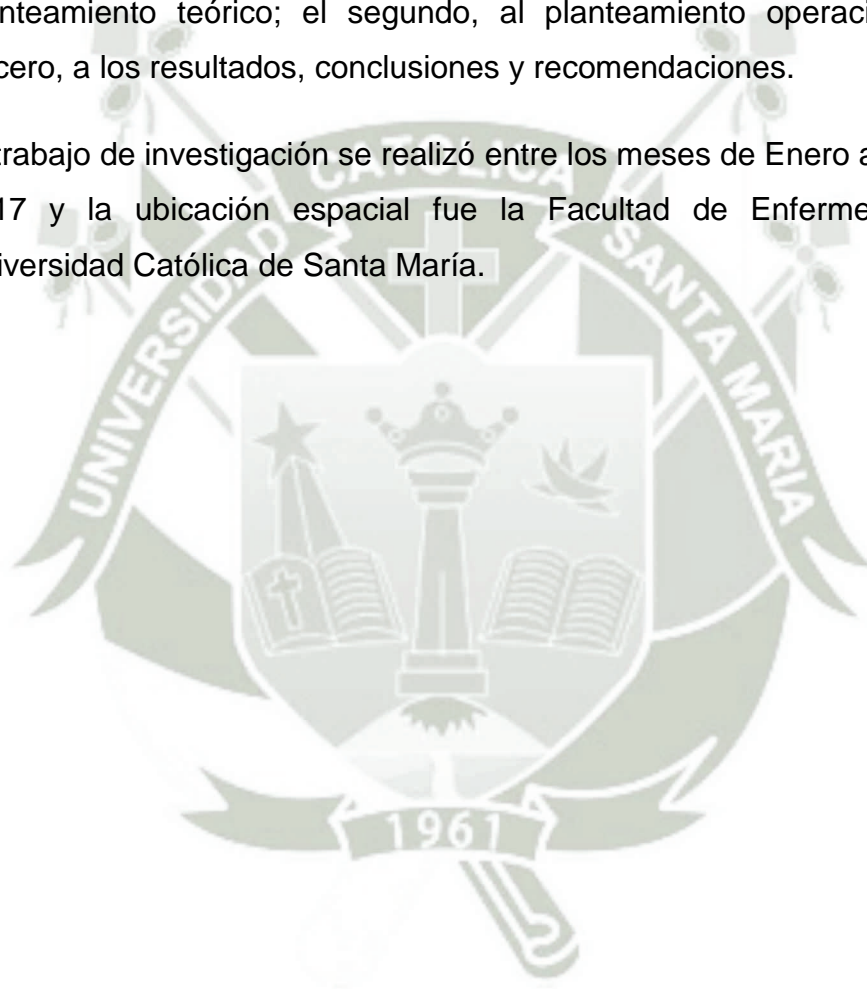 nteamiento teórico; el segundo, al planteamiento operaci
cero, a los resultados, conclusiones y recomendaciones.
trabajo de investigación se realizó entre los meses de Enero a
17 y la ubicación espacial fue la Facultad de Enferme
iversidad Católica de Santa María.
UNIVERSIDAD CATOLICA SANTA MARIA
1961